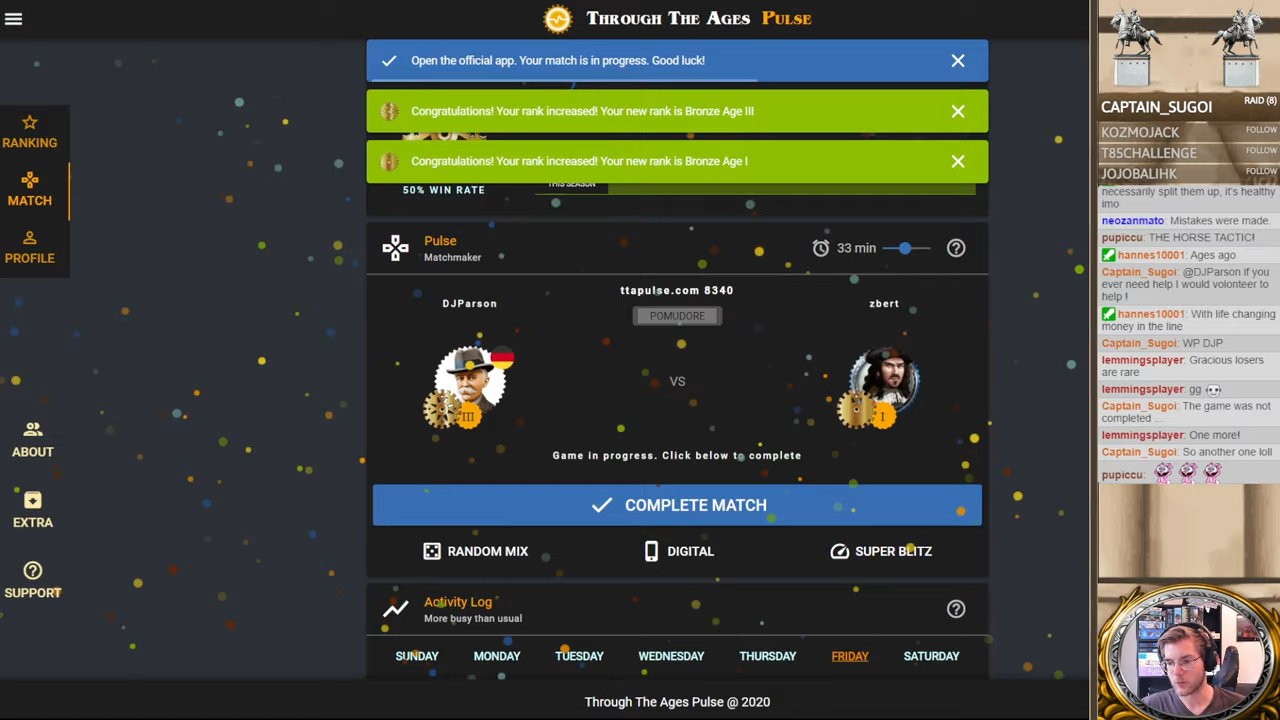 THROUGH THE AGES PULSE
Open the official app. Your match is in progress. Good luck!
Congratulations! Your rank increased! Your new rank is Bronze Age III
Congratulations! Your rank increased! Your new rank is Bronze Age I
50% WIN RATE
THIS SEASON
RANKING
MATCH
PROFILE
ABOUT
EXTRA
SUPPORT
Pulse
Matchmaker
33 min
ttapulse.com 8340
DJParson
zbert
POMUDORE
VS
III
I
Game in progress. Click below to complete
COMPLETE MATCH
RANDOM MIX
DIGITAL
SUPER BLITZ
Activity Log
More busy than usual
SUNDAY
MONDAY
TUESDAY
WEDNESDAY
THURSDAY
FRIDAY
SATURDAY
Through The Ages Pulse @ 2020
CAPTAIN_SUGOI RAID (8)
KOZMOJACK FOLLOW
T85CHALLENGE FOLLOW
JOJOBALIHK FOLLOW
necessarily split them up, it's healthy
imo
neozanmato: Mistakes were made.
pupiccu: THE HORSE TACTIC!
hannes10001: Ages ago
Captain_Sugoi: @DJParson if you
ever need help I would volunteer to
help !
hannes10001: With life changing
money in the line
Captain_Sugoi: WP DJP
lemmingsplayer: Gracious losers
are rare
lemmingsplayer: gg
Captain_Sugoi: The game was not
completed ...
lemmingsplayer: One more!
Captain_Sugoi: So another one loll
pupiccu: